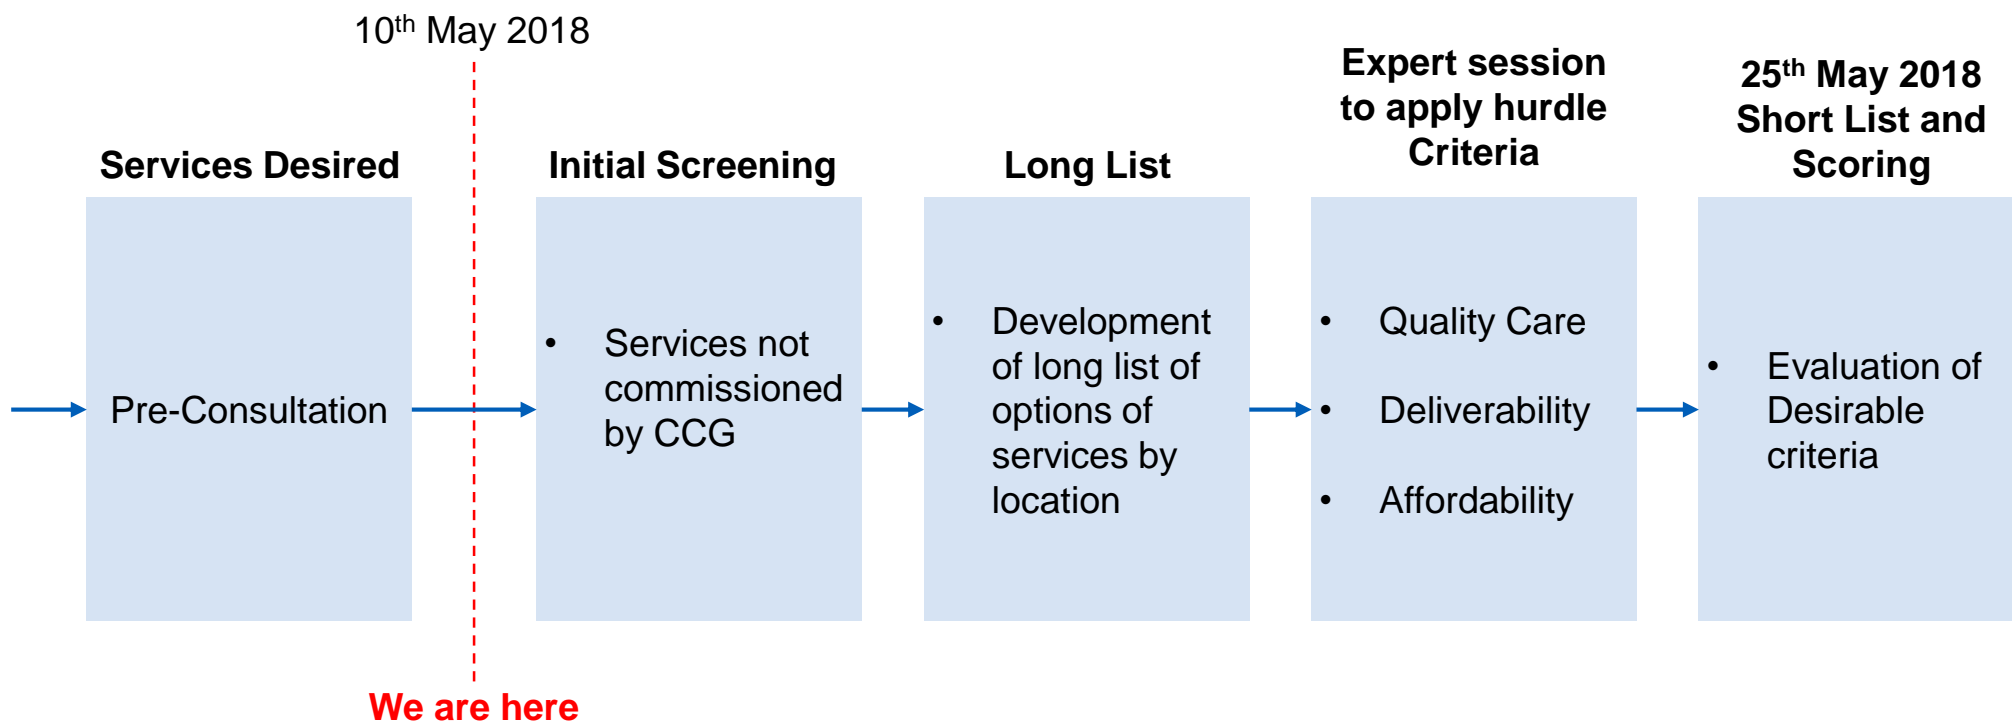 10th May 2018
Services Desired
Pre-Consultation
We are here
Initial Screening
• Services not
commissioned
by CCG
Long List
• Development
of long list of
options of
services by
location
Expert session
to apply hurdle
Criteria
• Quality Care
• Deliverability
• Affordability
25th May 2018
Short List and
Scoring
• Evaluation of
Desirable
criteria